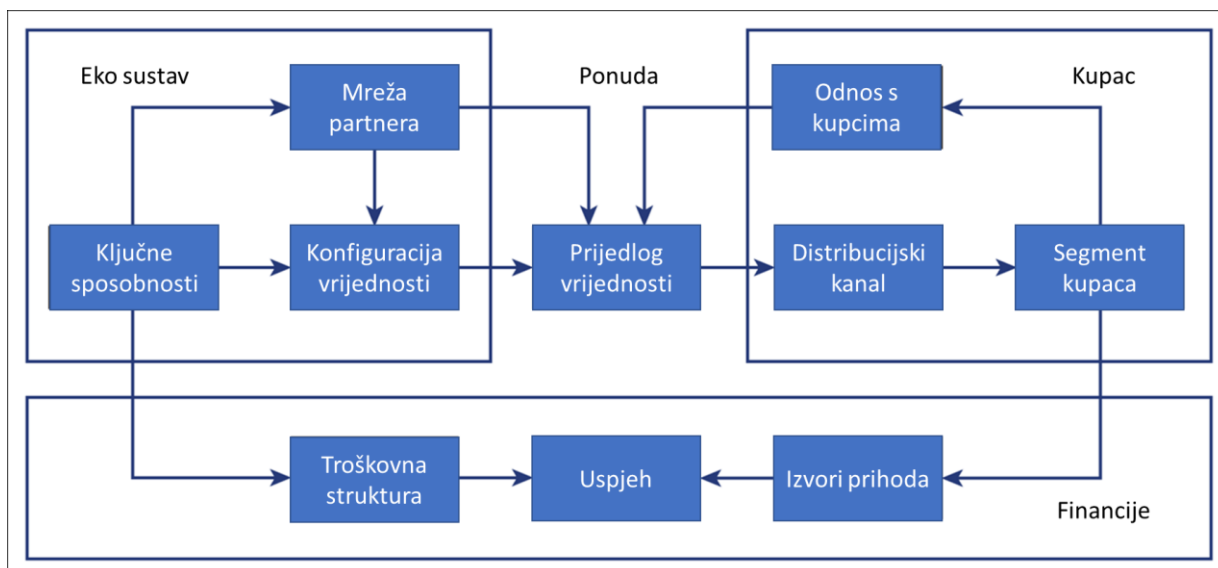 Eko sustav
Mreža
partnera
Ponuda
Odnos s
kupcima
Kupac
Ključne
sposobnosti
Konfiguracija
vrijednosti
Prijedlog
vrijednosti
Distribucijski
kanal
Segment
kupaca
Troškovna
struktura
Uspjeh
Izvori prihoda
Financije